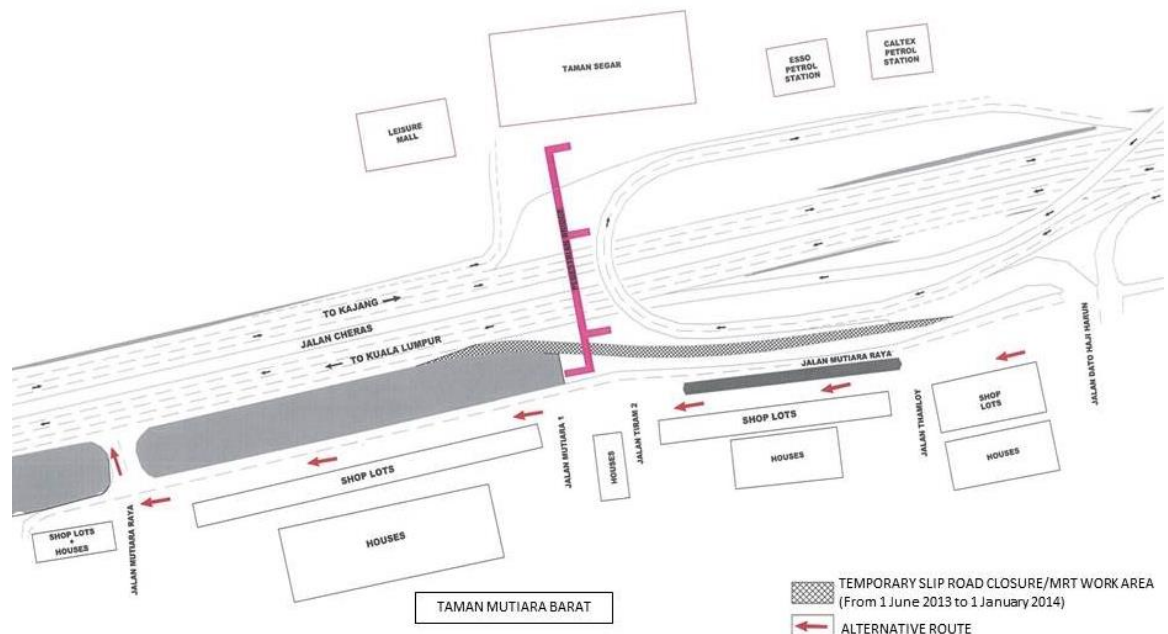 TAMAN SEGAR
ESSO
PETROL
STATION
CALTEX
PETROL
STATION
LEISURE
MALL
PEDESTRIAN BRIDGE
TO KAJANG
JALAN CHERAS
TO KUALA LUMPUR
JALAN MUTIARA RAYA
JALAN DATO HAJI HARUN
SHOP
LOTS
JALAN THAMLOY
SHOP LOTS
JALAN TIRAM 2
JALAN MUTIARA 1
HOUSES
HOUSES
HOUSES
SHOP LOTS
HOUSES
SHOP LOTS
+
HOUSES
JALAN MUTIARA RAYA
TAMAN MUTIARA BARAT
TEMPORARY SLIP ROAD CLOSURE/MRT WORK AREA
(From 1 June 2013 to 1 January 2014)
ALTERNATIVE ROUTE